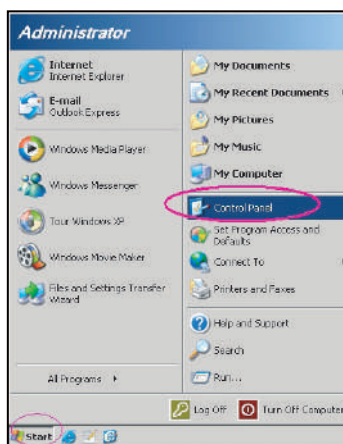 Administrator
Internet
Internet Explorer
E-mail
Outlook Express
Windows Media Player
Windows Messenger
Tour Windows XP
Windows Movie Maker
Files and Settings Transfer
Wizard
All Programs
My Documents
My Recent Documents
My Pictures
My Music
My Computer
Control Panel
Set Program Access and
Defaults
Connect To
Printers and Faxes
Help and Support
Search
Run...
Log Off
Turn Off Computer
Start